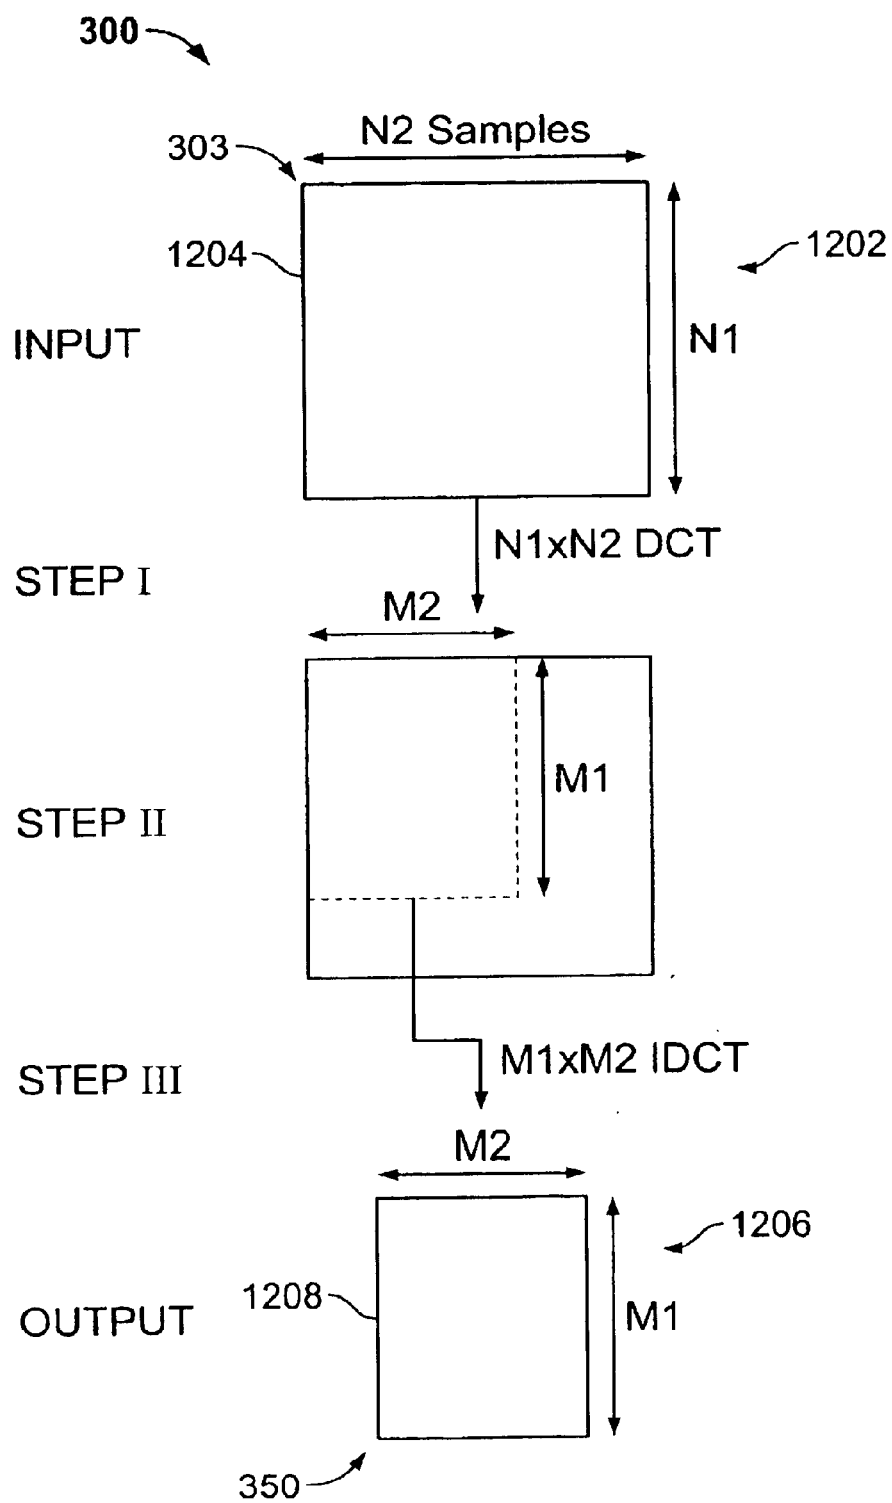 300
N2 Samples
303
1204
1202
INPUT
N1
N1xN2 DCT
STEP I
M2
M1
STEP II
M1xM2 IDCT
STEP III
M2
1206
1208
M1
OUTPUT
350